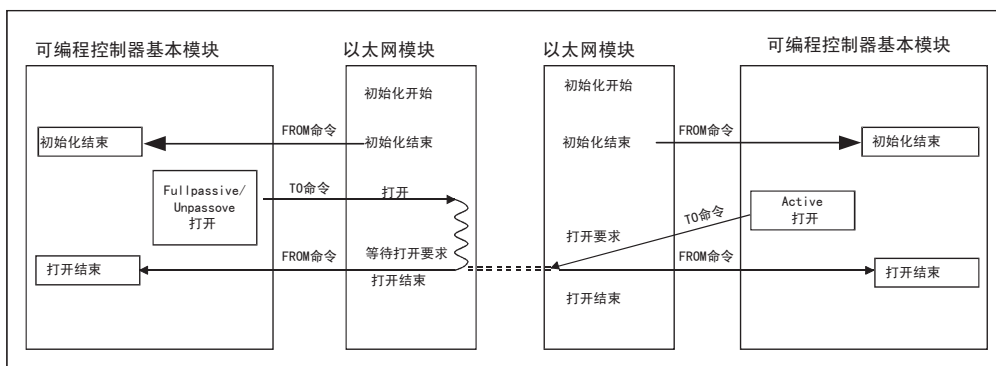 可编程控制器基本模块
以太网模块
以太网模块
可编程控制器基本模块
初始化开始
初始化开始
初始化结束
FROM命令
初始化结束
初始化结束
FROM命令
初始化结束
Fullpassive/
Unpassove
打开
TO命令
打开
TO命令
Active
打开
打开要求
等待打开要求
打开结束
FROM命令
打开结束
FROM命令
打开结束
打开结束